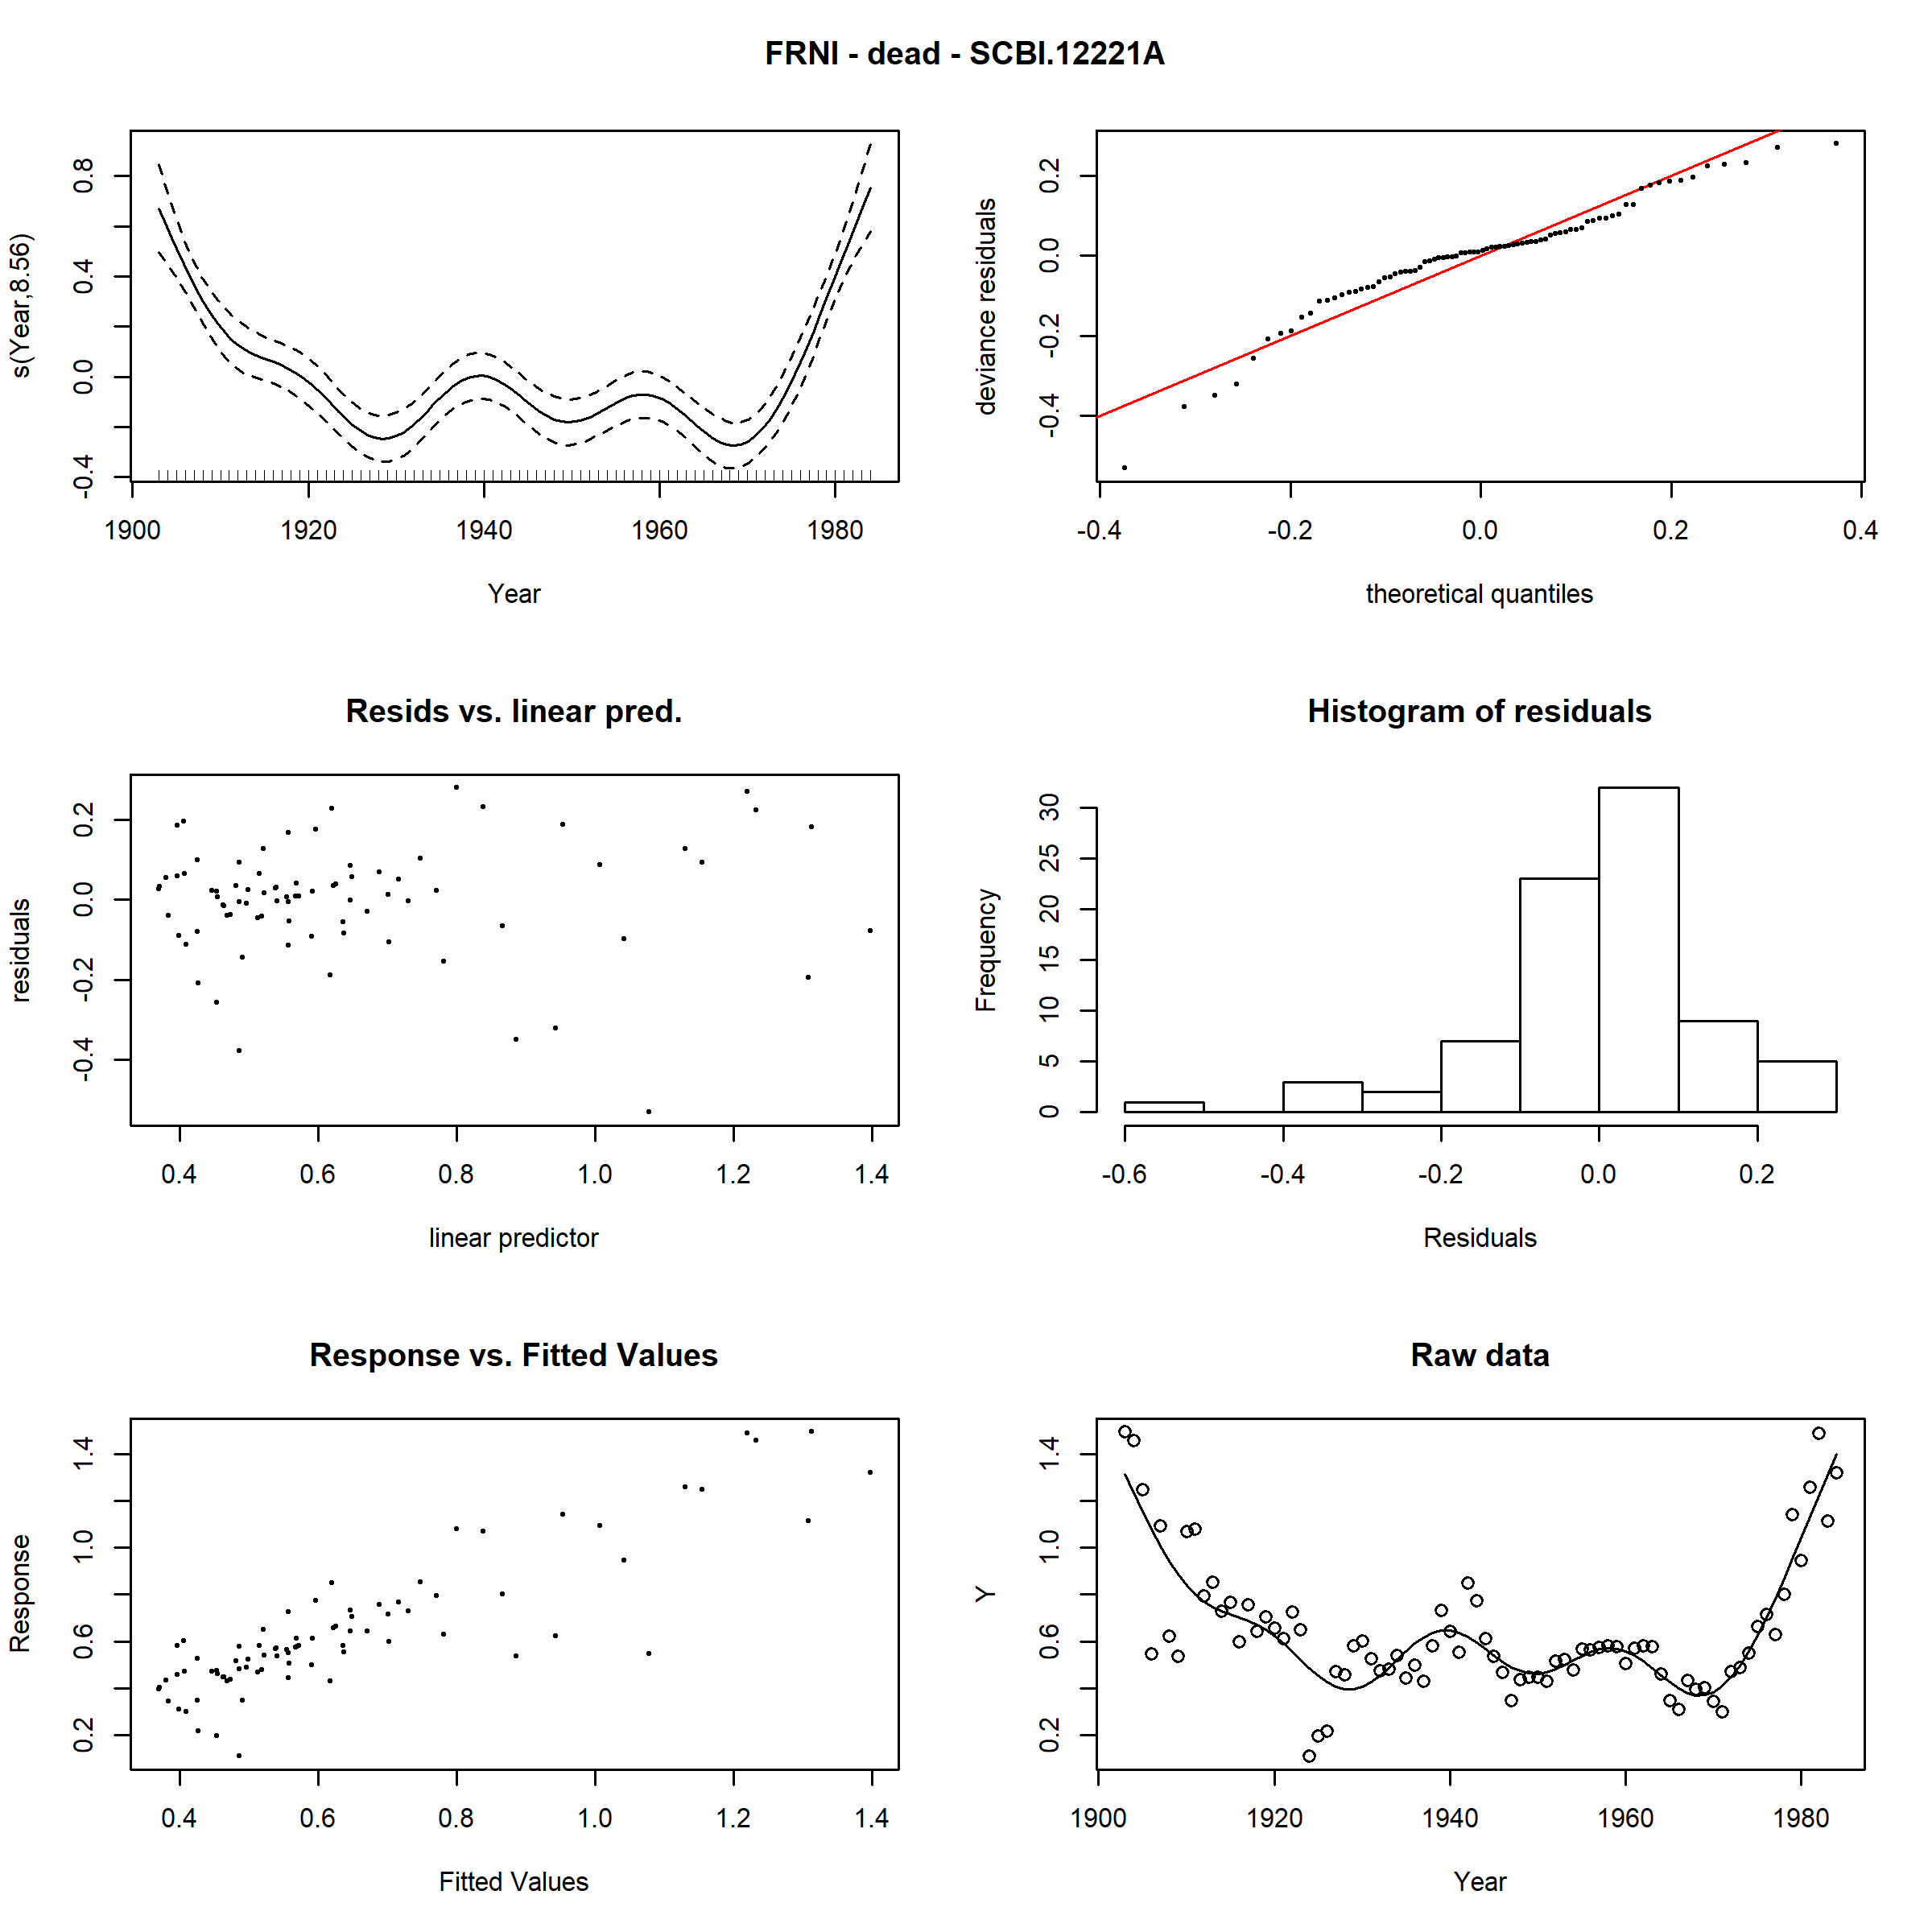 FRNI - dead - SCBI.12221A
s(Year,8.56)
-0.4 0.0 0.4 0.8
1900 1920 1940 1960 1980
Year
deviance residuals
-0.4 -0.2 0.0 0.2
-0.4 -0.2 0.0 0.2 0.4
theoretical quantiles
Resids vs. linear pred.
residuals
-0.4 -0.2 0.0 0.2
0.4 0.6 0.8 1.0 1.2 1.4
linear predictor
Histogram of residuals
Frequency
0 5 10 15 20 25 30
-0.6 -0.4 -0.2 0.0 0.2
Residuals
Response vs. Fitted Values
Response
0.2 0.6 1.0 1.4
0.4 0.6 0.8 1.0 1.2 1.4
Fitted Values
Raw data
Y
0.2 0.6 1.0 1.4
1900 1920 1940 1960 1980
Year